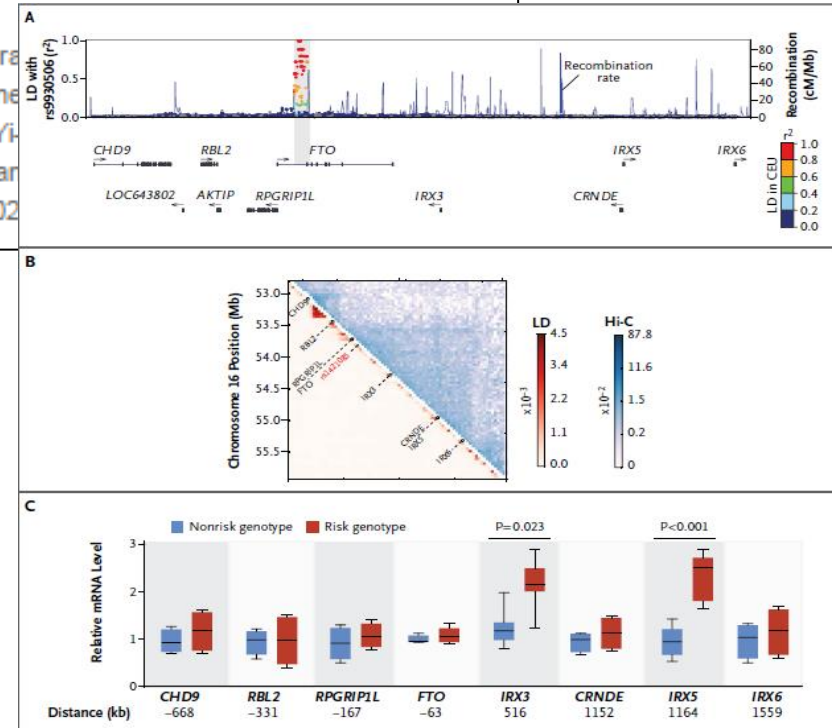 A
LD with
rs9930506 (r²)
1.0
0.5
0.0
Recombination
rate
80
60
40
20
0
Recombination
(cM/Mb)
CHD9
RBL2
FTO
IRX5
IRX6
LOC643802
AKTIP
RPGRIP1L
IRX3
CRNDE
r²
1.0
0.8
0.6
0.4
0.2
0.0
LD in CEU
B
Chromosome 16 Position (Mb)
53.0
53.5
54.0
54.5
55.0
55.5
CHD9
RBL2
RPGRIP1L
FTO
rs1421085
IRX3
CRNDE
IRX5
IRX6
LD
4.5
3.4
2.2
1.1
0.0
x10⁻³
Hi-C
87.8
11.6
1.5
0.2
0
x10⁻²
C
Nonrisk genotype Risk genotype
P=0.023
P<0.001
Relative mRNA Level
3
2
1
0
CHD9 RBL2 RPGRIP1L FTO IRX3 CRNDE IRX5 IRX6
Distance (kb) −668 −331 −167 −63 516 1152 1164 1559